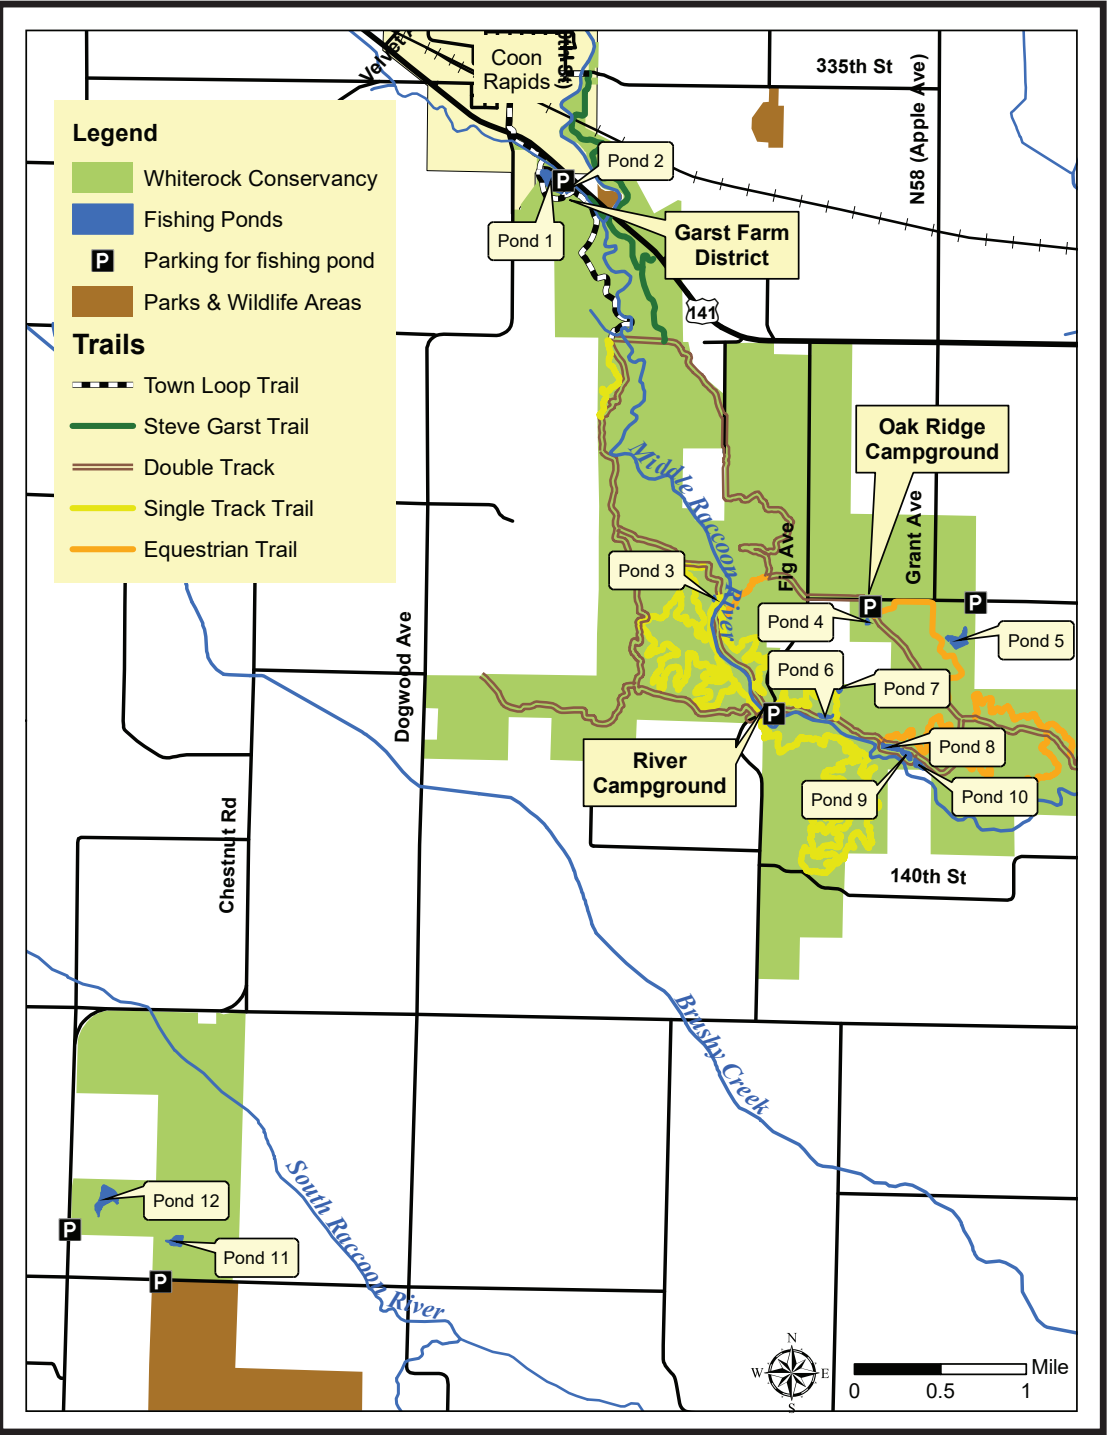 Velvet
Coon
Rapids
335th St
N58 (Apple Ave)
Legend
Whiterock Conservancy
Fishing Ponds
P
Parking for fishing pond
Parks & Wildlife Areas
Trails
Town Loop Trail
Steve Garst Trail
Double Track
Single Track Trail
Equestrian Trail
Pond 2
P
Pond 1
Garst Farm
District
141
Oak Ridge
Campground
Middle Raccoon River
Fig Ave
Grant Ave
Pond 3
P
P
Pond 4
Pond 5
Dogwood Ave
Pond 6
Pond 7
P
River
Campground
Pond 8
Pond 9
Pond 10
Chestnut Rd
140th St
Brushy Creek
South Raccoon River
Pond 12
P
Pond 11
P
N
W
E
S
Mile
0
0.5
1